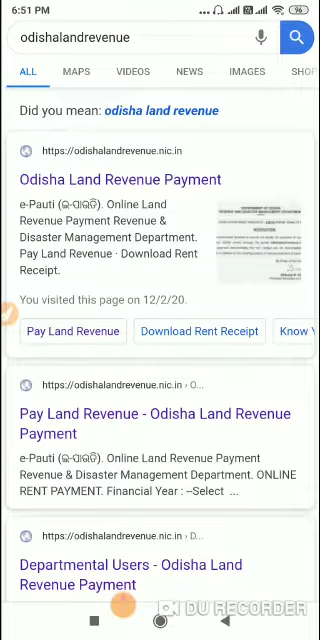 6:51 PM
96
odishalandrevenue
ALL MAPS VIDEOS NEWS IMAGES SHOP
Did you mean: odisha land revenue
https://odishalandrevenue.nic.in
Odisha Land Revenue Payment
e-Pauti (ଇ-ପାଉତି). Online Land
Revenue Payment Revenue &
Disaster Management Department.
Pay Land Revenue · Download Rent
Receipt.
You visited this page on 12/2/20.
Pay Land Revenue Download Rent Receipt Know Y
https://odishalandrevenue.nic.in › O...
Pay Land Revenue - Odisha Land Revenue
Payment
e-Pauti (ଇ-ପାଉତି). Online Land Revenue Payment
Revenue & Disaster Management Department. ONLINE
RENT PAYMENT. Financial Year : --Select ...
https://odishalandrevenue.nic.in › D...
Departmental Users - Odisha Land
Revenue Payment
DU RECORDER